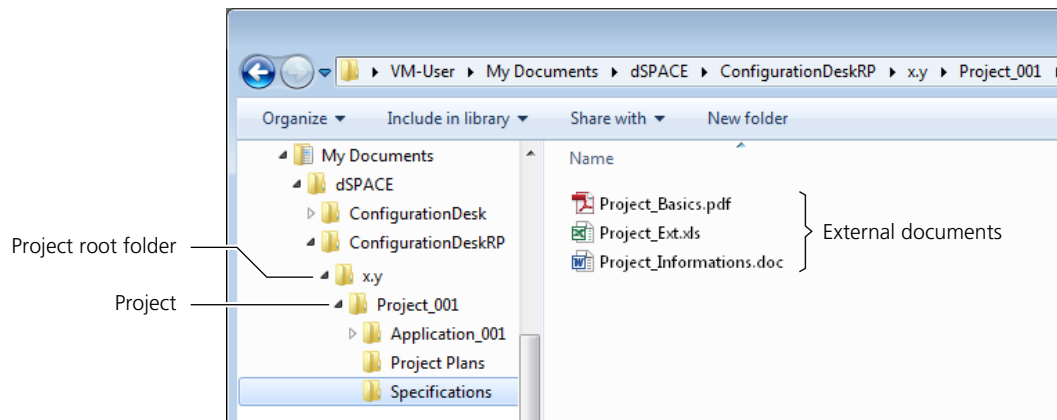 VM-User ▸ My Documents ▸ dSPACE ▸ ConfigurationDeskRP ▸ x.y ▸ Project_001
Organize Include in library Share with New folder
My Documents
dSPACE
ConfigurationDesk
ConfigurationDeskRP
x.y
Project_001
Application_001
Project Plans
Specifications
Name
Project_Basics.pdf
Project_Ext.xls
Project_Informations.doc
External documents
Project root folder
Project